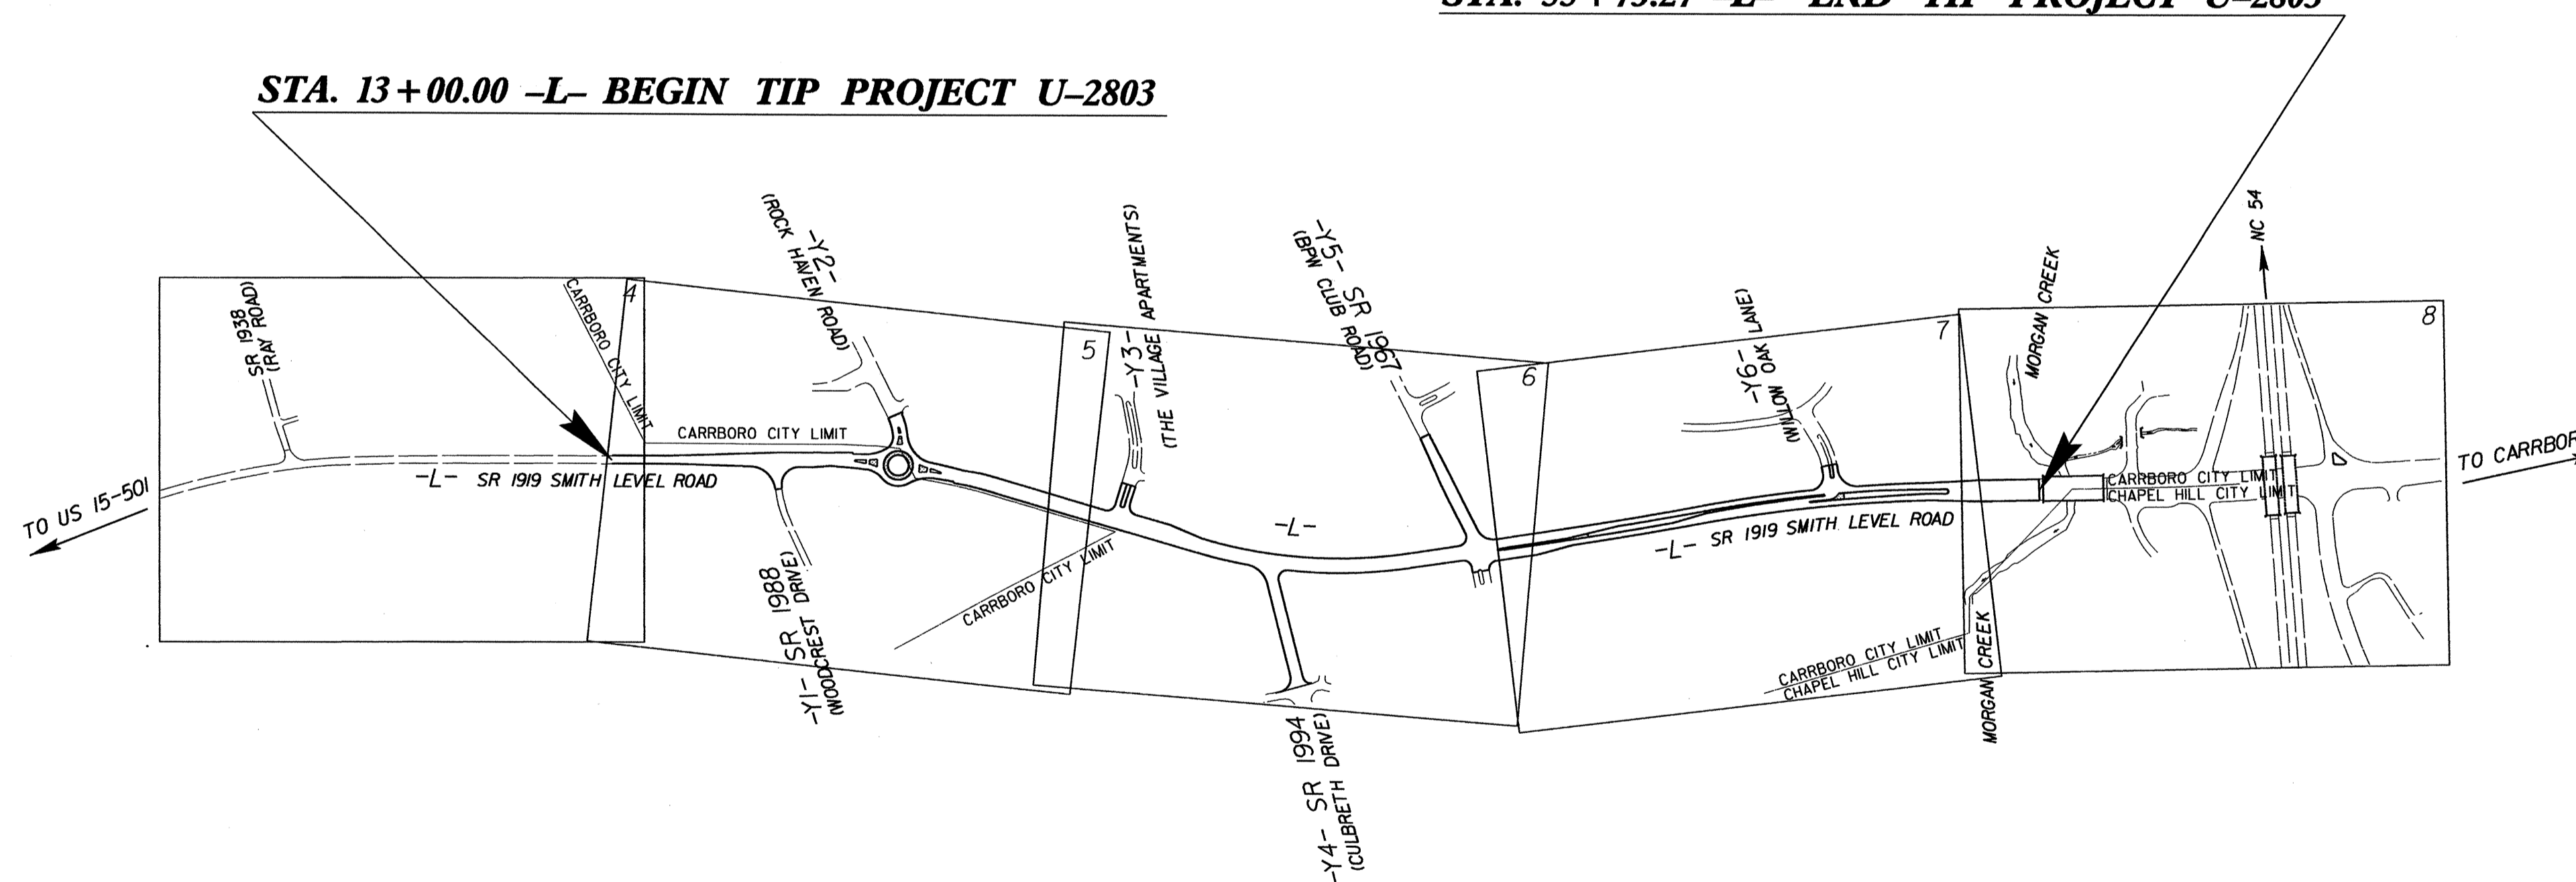 PROJECT
STA. 13+00.00 –L– BEGIN TIP PROJECT U–2803
NC 54
MORGAN CREEK
(ROCK HAVEN ROAD)
-Y2-
-Y3-
(THE VILLAGE APARTMENTS)
-Y5- SR 1967
(BPW CLUB ROAD)
-Y6-
(WILLOW OAK LANE)
SR 1938
(RAY ROAD)
CARRBORO CITY LIMIT
4
5
6
7
8
CARRBORO CITY LIMIT
-L- SR 1919 SMITH LEVEL ROAD
TO US 15-501
TO CARRBOR
CARRBORO CITY LIMIT
CHAPEL HILL CITY LIMIT
-L-
-L- SR 1919 SMITH LEVEL ROAD
CARRBORO CITY LIMIT
-Y1- SR 1988
(WOODCREST DRIVE)
CARRBORO CITY LIMIT
CHAPEL HILL CITY LIMIT
MORGAN CREEK
-Y4- SR 1994
(CULBRETH DRIVE)